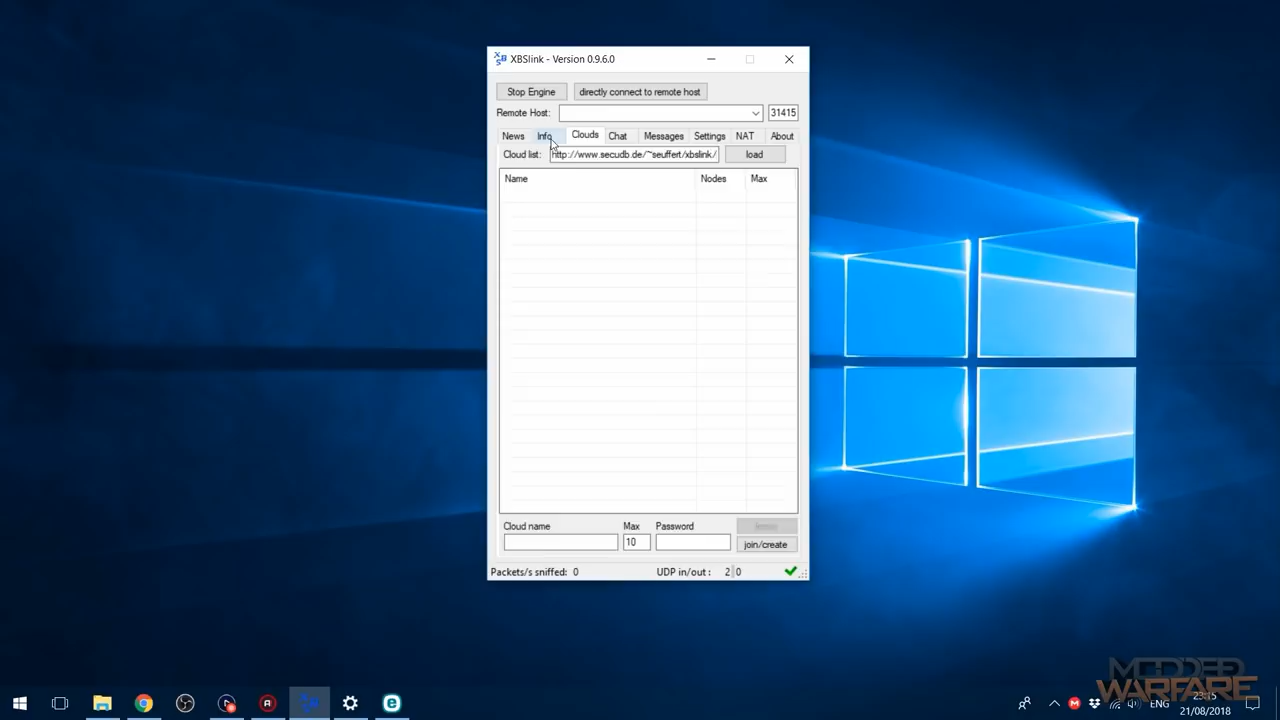 XBSlink - Version 0.9.6.0
Stop Engine directly connect to remote host
Remote Host: 31415
News Info Clouds Chat Messages Settings NAT About
Cloud list: http://www.secudb.de/~seuffert/xbslink/ load
Name Nodes Max
Cloud name Max Password
10 join/create
Packets/s sniffed: 0 UDP in/out : 2 0
MODDED
WARFARE
23:15
ENG
21/08/2018